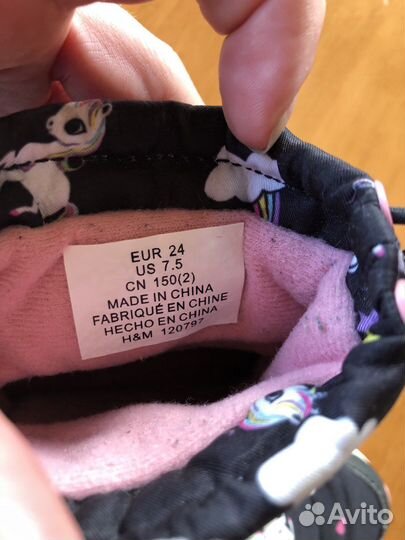 EUR 24
US 7.5
CN 150(2)
MADE IN CHINA
FABRIQUÉ EN CHINE
HECHO EN CHINA
H&M 120797
Avito